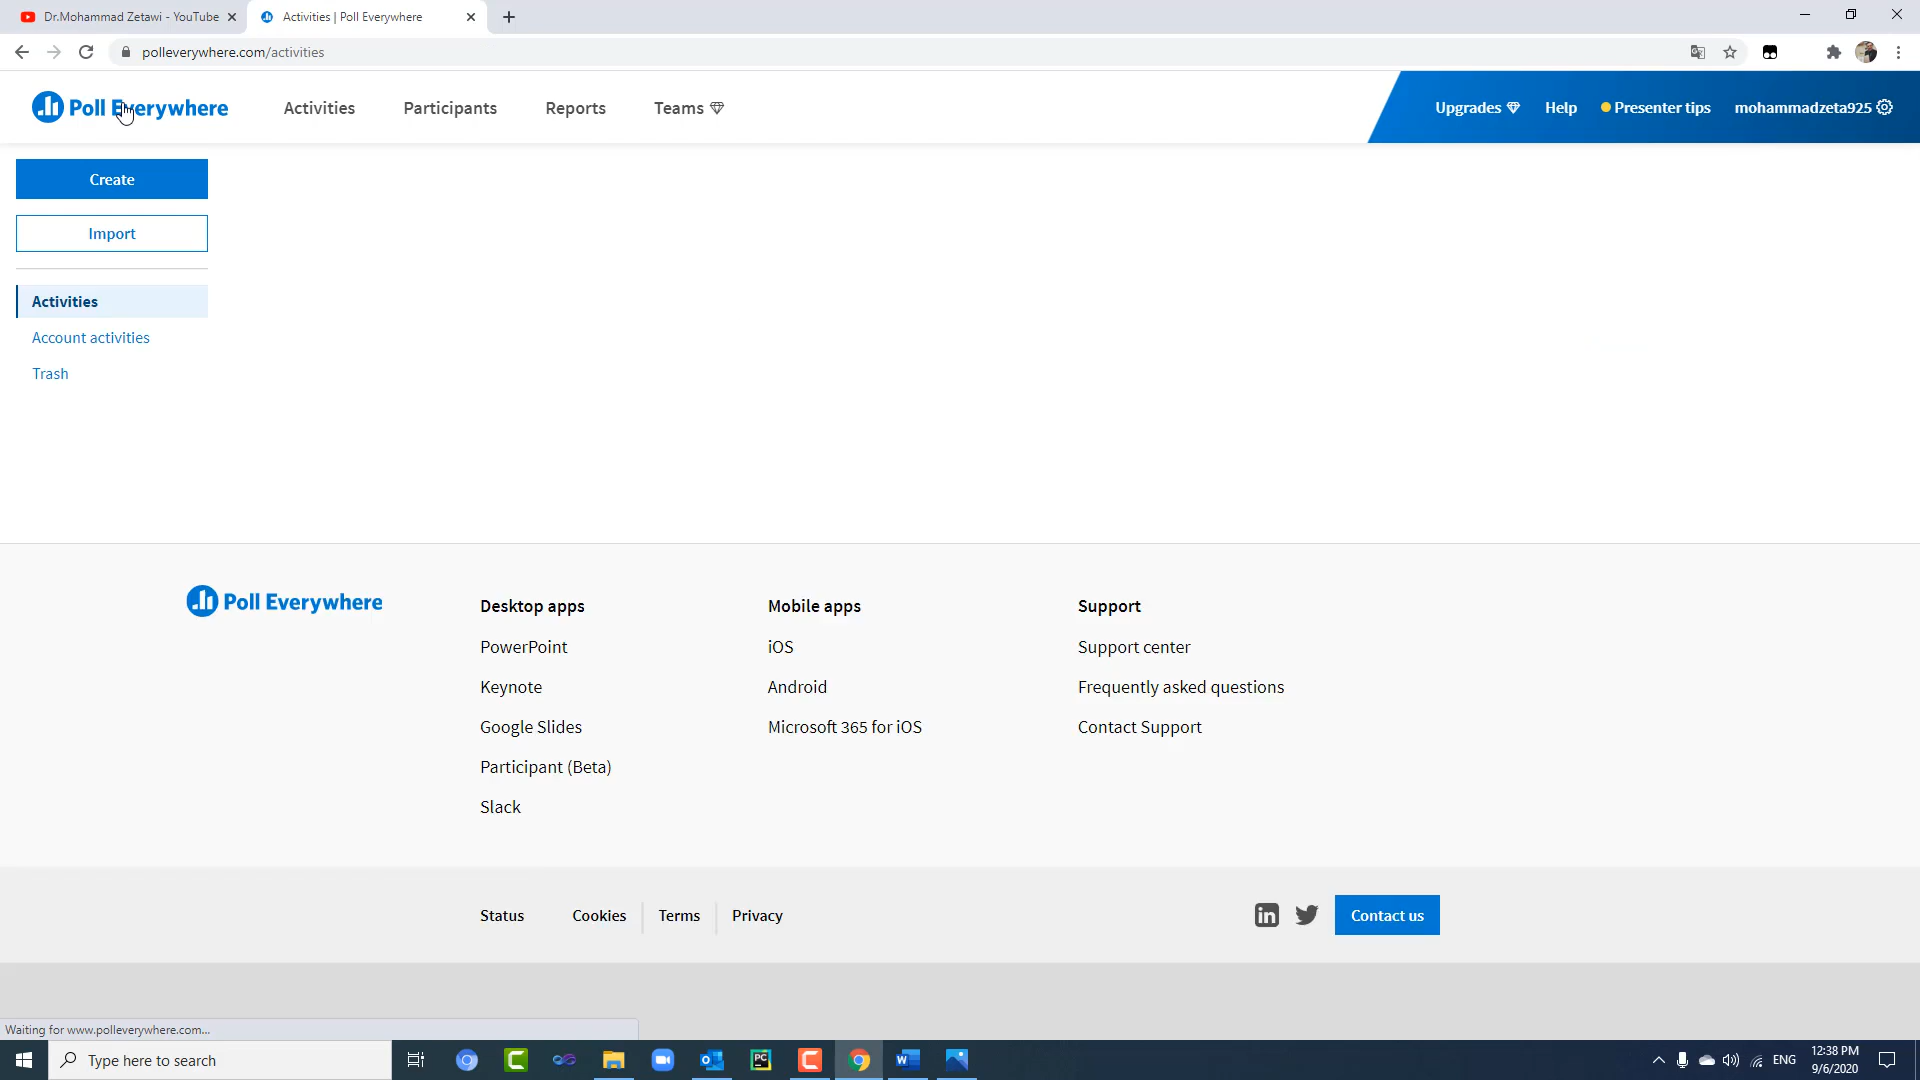 Dr.Mohammad Zetawi - YouTube
Activities | Poll Everywhere
polleverywhere.com/activities
Poll Everywhere
Activities
Participants
Reports
Teams
Upgrades
Help
Presenter tips
mohammadzeta925
Create
Import
Activities
Account activities
Trash
Poll Everywhere
Desktop apps
PowerPoint
Keynote
Google Slides
Participant (Beta)
Slack
Mobile apps
iOS
Android
Microsoft 365 for iOS
Support
Support center
Frequently asked questions
Contact Support
Status
Cookies
Terms
Privacy
in
Contact us
Waiting for www.polleverywhere.com...
Type here to search
PC
ENG
12:38 PM
9/6/2020